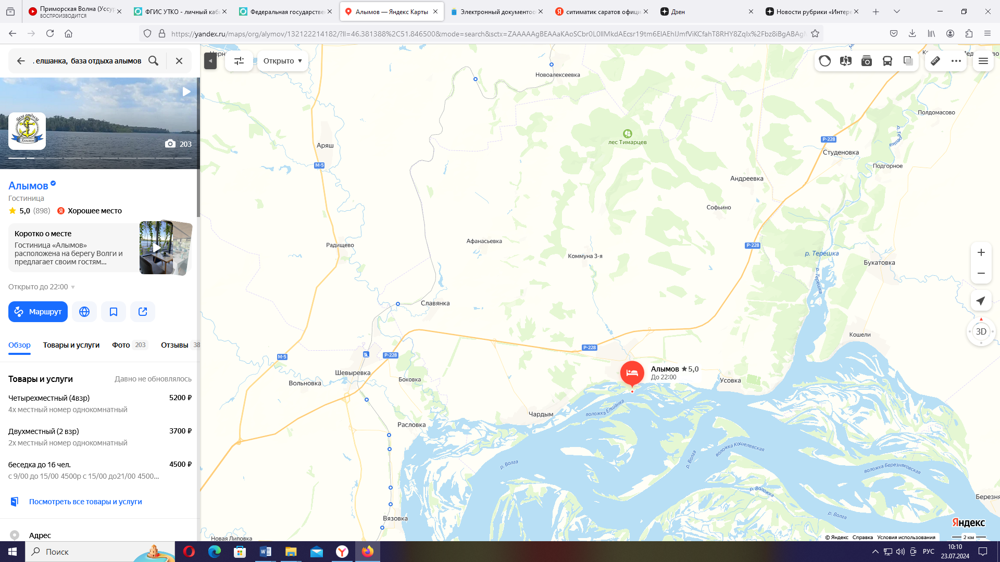 Приморская Волна (Уссур
ВОСПРОИЗВОДИТСЯ
ФГИС УТКО - личный каб
Федеральная государстве
Алымов — Яндекс Карты
Электронный документоо
ситиматик саратов офиц
Дзен
Новости рубрики «Интере
https://yandex.ru/maps/org/alymov/132122214182/?ll=46.381388%2C51.846500&mode=search&sctx=
. елшанка, база отдыха алымов
Открыто
203
База отдыха
Алымов
Алымов
Гостиница
5,0 (898)
Хорошее место
Коротко о месте
Гостиница «Алымов»
расположена на берегу Волги и
предлагает своим гостям...
Открыто до 22:00
Маршрут
Обзор
Товары и услуги
Фото 203
Отзывы 38
Товары и услуги
Давно не обновлялось
Четырехместный (4взр)
5200 ₽
4х местный номер однокомнатный
Двухместный (2 взр)
3700 ₽
2х местный номер однокомнатный
беседка до 16 чел.
4500 ₽
с 9/00 до 15/00 4500р с 15/00 до21/00 4500...
Посмотреть все товары и услуги
Адрес
Новоалексеевка
Полдомасово
лес Тимарцев
Р-228
р. Терешка
Аряш
Студеновка
М-5
Подгорное
Андреевка
Софьино
Афанасьевка
Радищево
Р-228
Коммуна 3-я
р. Терешка
Букатовка
р. Терешка
Славянка
Кошели
3D
Р-228
М-5
Р-228
Шевыревка
Алымов ★ 5,0
До 22:00
Вольновка
Боковка
Усовка
воложка Елшанка
Чардым
Расловка
воложка Кошелевская
р. Волга
р. Волга
воложка Березняковская
р. Воложка
Березня
р. Волга
Вязовка
Новая Липовка
Яндекс
© Яндекс Справка Условия использования
2 км
Поиск
РУС
10:10
23.07.2024